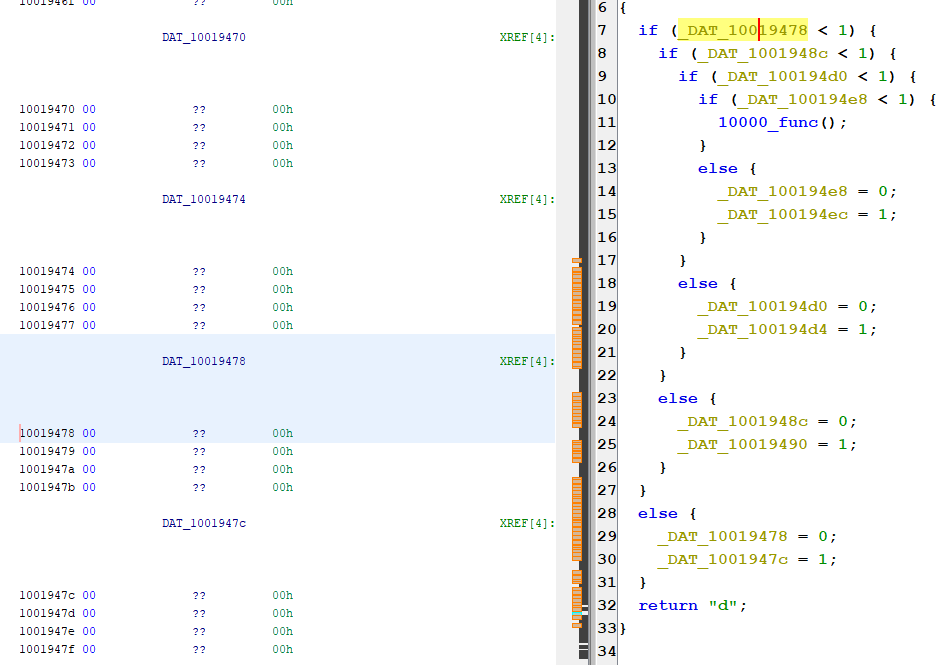 1001946f 00 ?? 00h
DAT_10019470 XREF[4]:
10019470 00 ?? 00h
10019471 00 ?? 00h
10019472 00 ?? 00h
10019473 00 ?? 00h
DAT_10019474 XREF[4]:
10019474 00 ?? 00h
10019475 00 ?? 00h
10019476 00 ?? 00h
10019477 00 ?? 00h
DAT_10019478 XREF[4]:
10019478 00 ?? 00h
10019479 00 ?? 00h
1001947a 00 ?? 00h
1001947b 00 ?? 00h
DAT_1001947c XREF[4]:
1001947c 00 ?? 00h
1001947d 00 ?? 00h
1001947e 00 ?? 00h
1001947f 00 ?? 00h
6 {
7 if (_DAT_10019478 < 1) {
8 if (_DAT_1001948c < 1) {
9 if (_DAT_100194d0 < 1) {
10 if (_DAT_100194e8 < 1) {
11 10000_func();
12 }
13 else {
14 _DAT_100194e8 = 0;
15 _DAT_100194ec = 1;
16 }
17 }
18 else {
19 _DAT_100194d0 = 0;
20 _DAT_100194d4 = 1;
21 }
22 }
23 else {
24 _DAT_1001948c = 0;
25 _DAT_10019490 = 1;
26 }
27 }
28 else {
29 _DAT_10019478 = 0;
30 _DAT_1001947c = 1;
31 }
32 return "d";
33 }
34